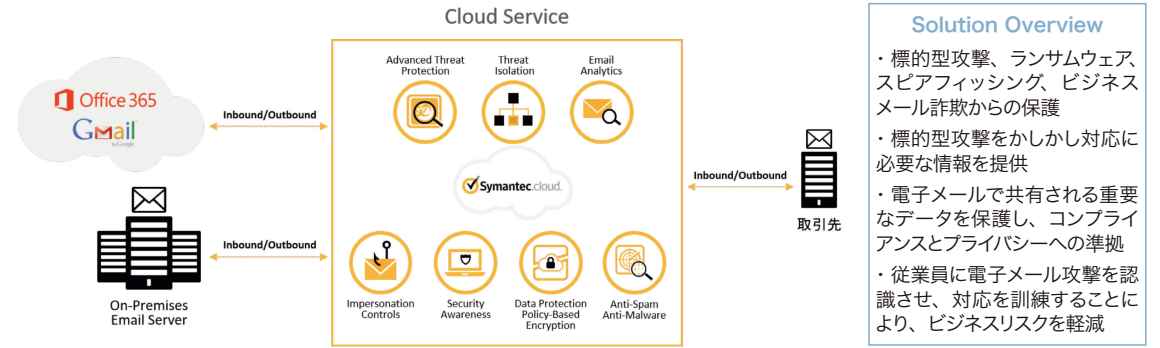 Cloud Service
Office 365
Gmail
by Google
Inbound/Outbound
On-Premises
Email Server
Inbound/Outbound
Advanced Threat
Protection
Threat
Isolation
Email
Analytics
Symantec.cloud.
Impersonation
Controls
Security
Awareness
Data Protection
Policy-Based
Encryption
Anti-Spam
Anti-Malware
Inbound/Outbound
取引先
Solution Overview
・標的型攻撃、ランサムウェア、
スピアフィッシング、ビジネス
メール詐欺からの保護
・標的型攻撃をかしかし対応に
必要な情報を提供
・電子メールで共有される重要
なデータを保護し、コンプライ
アンスとプライバシーへの準拠
・従業員に電子メール攻撃を認
識させ、対応を訓練することに
より、ビジネスリスクを軽減